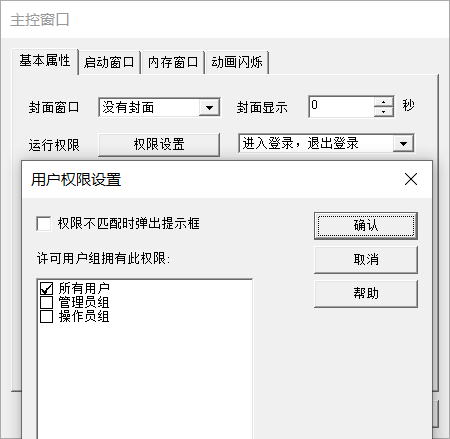 主控窗口
基本属性 启动窗口 内存窗口 动画闪烁
封面窗口 没有封面 封面显示 0 秒
运行权限 权限设置 进入登录，退出登录
用户权限设置
权限不匹配时弹出提示框 确认
取消
许可用户组拥有此权限:
所有用户 帮助
管理员组
操作员组